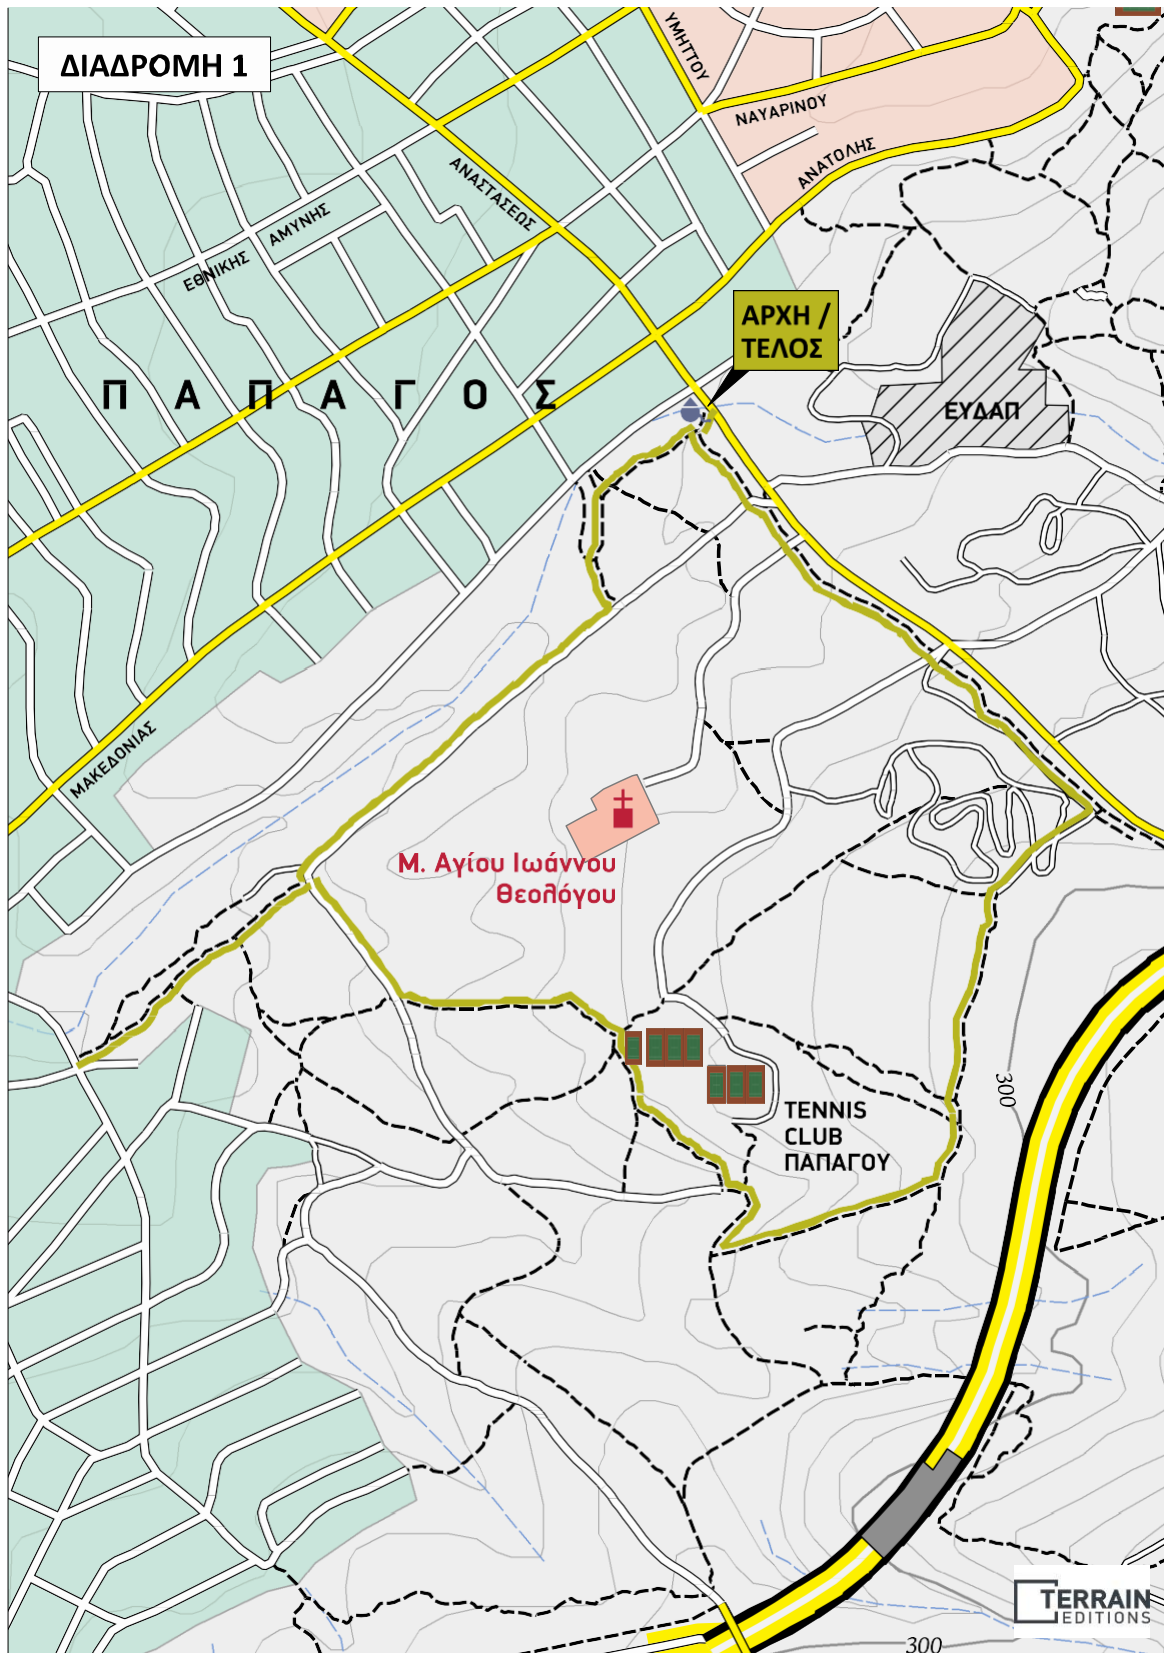 ΔΙΑΔΡΟΜΗ 1
ΥΜΗΤΤΟΥ
ΝΑΥΑΡΙΝΟΥ
ΑΝΑΤΟΛΗΣ
ΑΝΑΣΤΑΣΕΩΣ
ΕΘΝΙΚΗΣ ΑΜΥΝΗΣ
ΑΡΧΗ /
ΤΕΛΟΣ
ΠΑΠΑΓΟΣ
ΕΥΔΑΠ
ΜΑΚΕΔΟΝΙΑΣ
Μ. Αγίου Ιωάννου
Θεολόγου
300
TENNIS
CLUB
ΠΑΠΑΓΟΥ
TERRAIN
EDITIONS
300